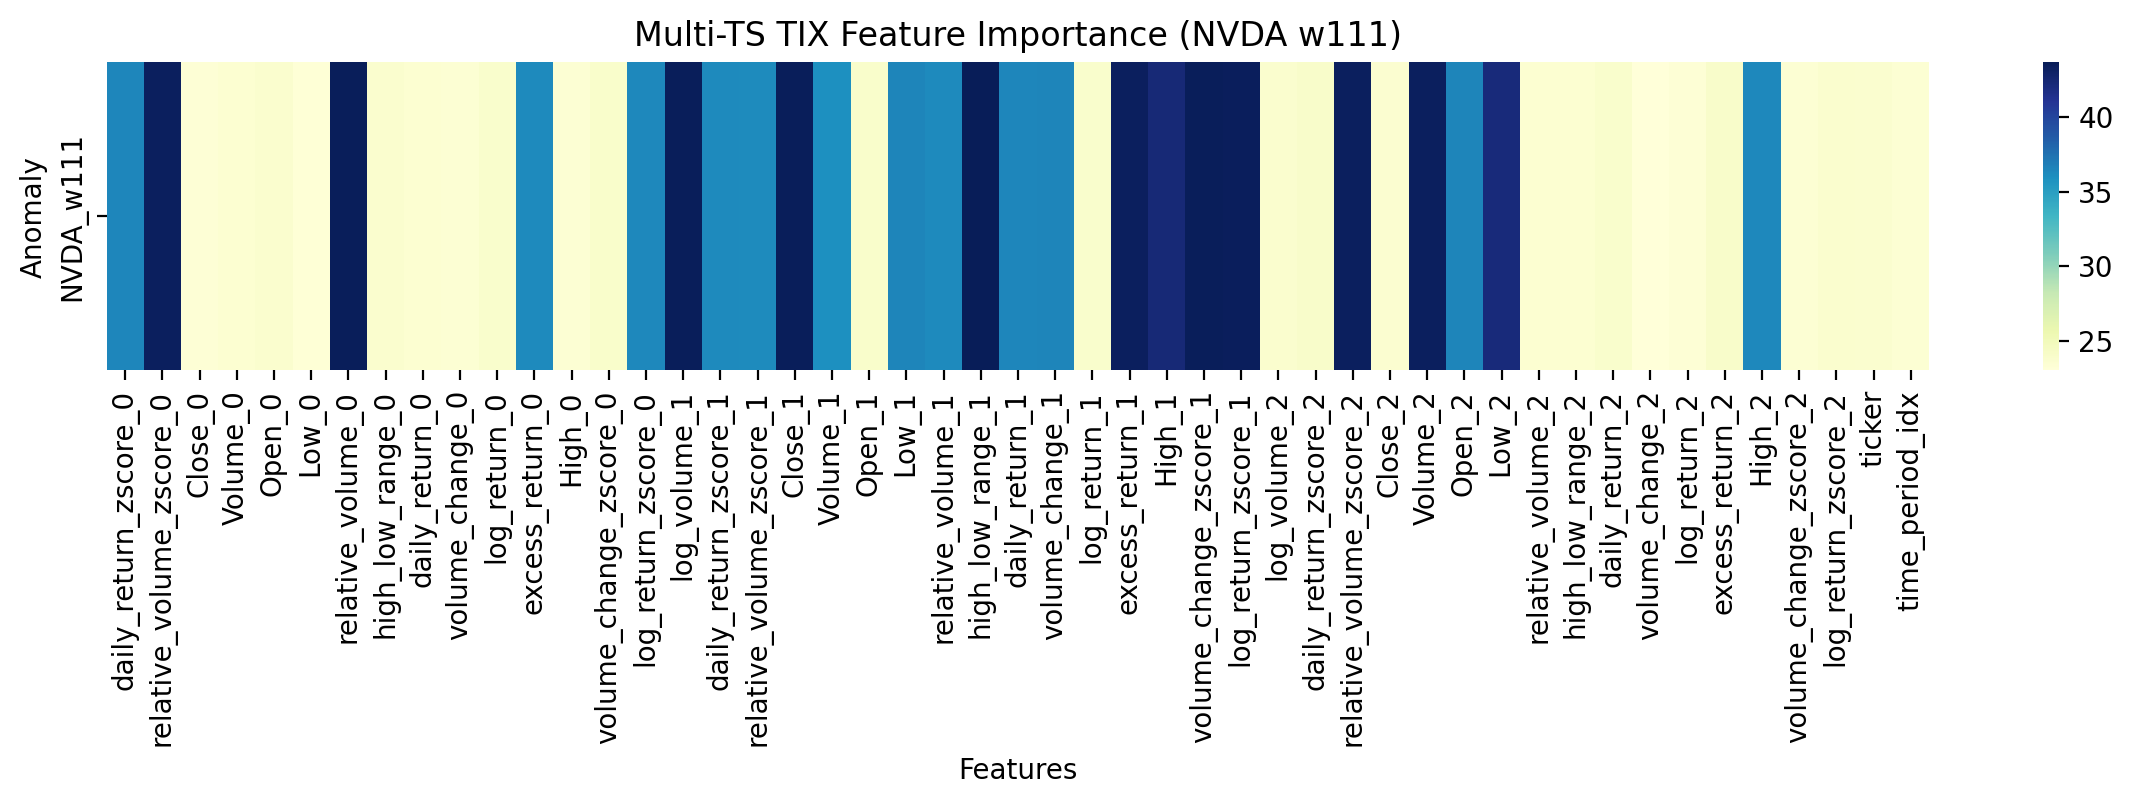 Multi-TS TIX Feature Importance (NVDA w111)
Anomaly
NVDA_w111
40
35
30
25
daily_return_zscore_0
relative_volume_zscore_0
Close_0
Volume_0
Open_0
Low_0
relative_volume_0
high_low_range_0
daily_return_0
volume_change_0
log_return_0
excess_return_0
High_0
volume_change_zscore_0
log_return_zscore_0
log_volume_1
daily_return_zscore_1
relative_volume_zscore_1
Close_1
Volume_1
Open_1
Low_1
relative_volume_1
high_low_range_1
daily_return_1
volume_change_1
log_return_1
excess_return_1
High_1
volume_change_zscore_1
log_return_zscore_1
log_volume_2
daily_return_zscore_2
relative_volume_zscore_2
Close_2
Volume_2
Open_2
Low_2
relative_volume_2
high_low_range_2
daily_return_2
volume_change_2
log_return_2
excess_return_2
High_2
volume_change_zscore_2
log_return_zscore_2
ticker
time_period_idx
Features